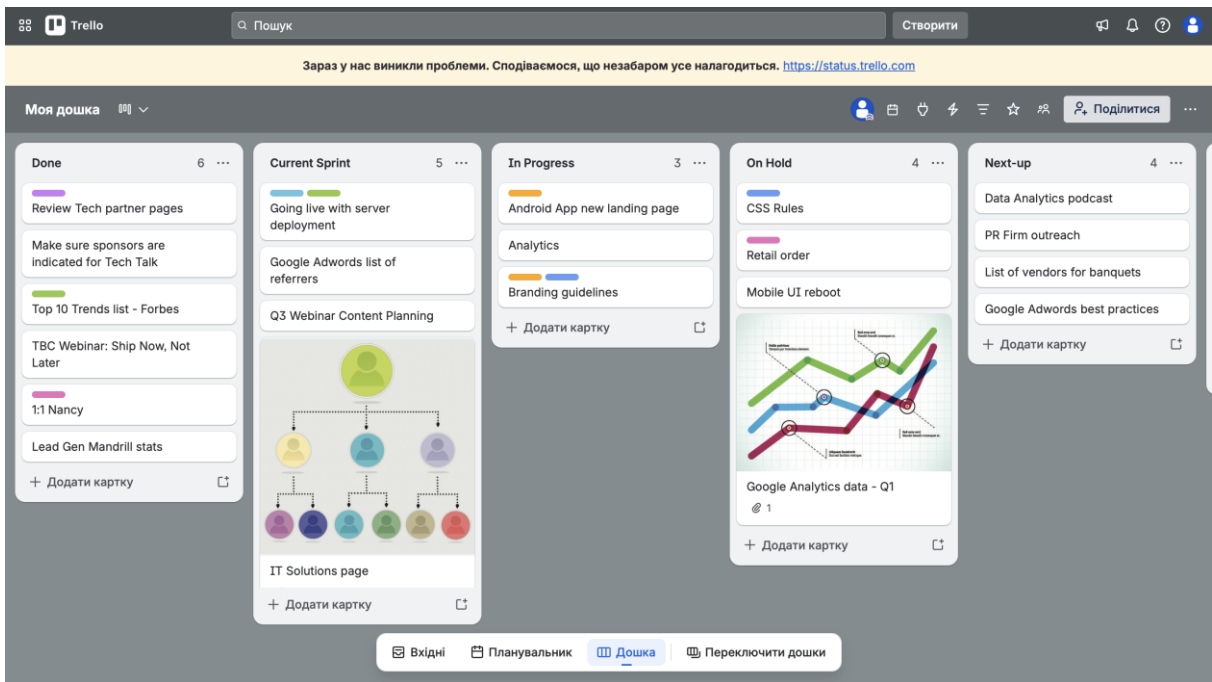 Trello
Пошук
Створити
Зараз у нас виникли проблеми. Сподіваємося, що незабаром усе налагодиться. https://status.trello.com
Моя дошка
Поділитися
Done 6
Review Tech partner pages
Make sure sponsors are
indicated for Tech Talk
Top 10 Trends list - Forbes
TBC Webinar: Ship Now, Not
Later
1:1 Nancy
Lead Gen Mandrill stats
+ Додати картку
Current Sprint 5
Going live with server
deployment
Google Adwords list of
referrers
Q3 Webinar Content Planning
IT Solutions page
+ Додати картку
In Progress 3
Android App new landing page
Analytics
Branding guidelines
+ Додати картку
On Hold 4
CSS Rules
Retail order
Mobile UI reboot
Google Analytics data - Q1
1
+ Додати картку
Next-up 4
Data Analytics podcast
PR Firm outreach
List of vendors for banquets
Google Adwords best practices
+ Додати картку
Вхідні
Планувальник
Дошка
Переключити дошки